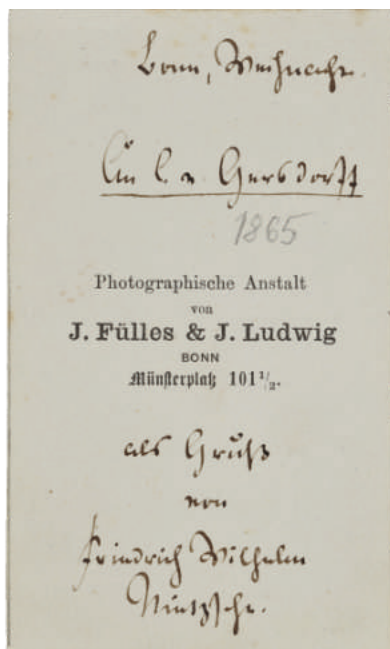 Bonn, Weihnacht.
An C. v. Gersdorff
1865
Photographische Anstalt
von
J. Fülles & J. Ludwig
BONN
Münsterplatz 101½.
als Gruß
von
Friedrich Wilhelm
Nietzsche.